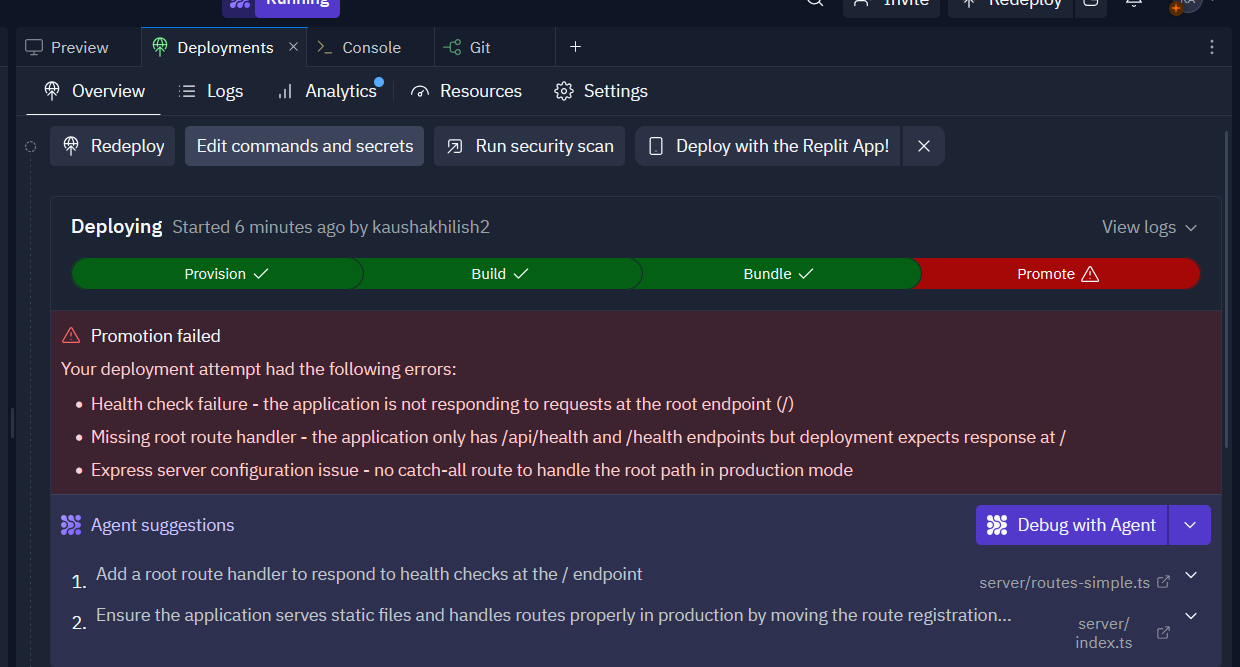 Running
Invite
Redeploy
Preview
Deployments
Console
Git
Overview
Logs
Analytics
Resources
Settings
Redeploy
Edit commands and secrets
Run security scan
Deploy with the Replit App!
Deploying Started 6 minutes ago by kaushakhilish2
View logs
Provision
Build
Bundle
Promote
Promotion failed
Your deployment attempt had the following errors:
• Health check failure - the application is not responding to requests at the root endpoint (/)
• Missing root route handler - the application only has /api/health and /health endpoints but deployment expects response at /
• Express server configuration issue - no catch-all route to handle the root path in production mode
Agent suggestions
Debug with Agent
1. Add a root route handler to respond to health checks at the / endpoint
server/routes-simple.ts
2. Ensure the application serves static files and handles routes properly in production by moving the route registration...
server/
index.ts